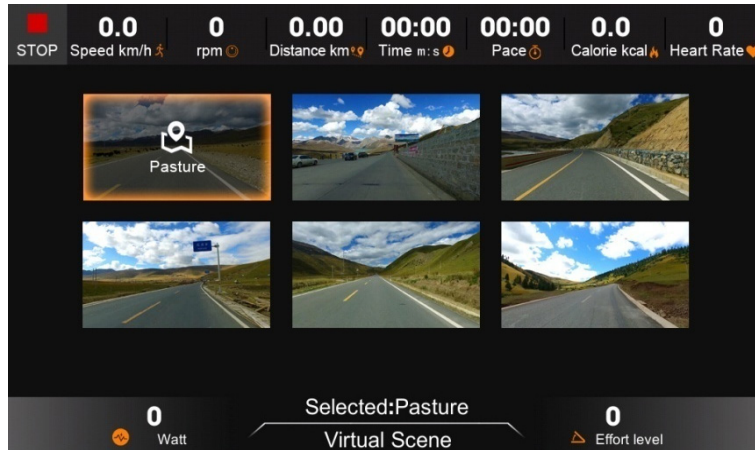 0.0 0 0.00 00:00 00:00 0.0 0
STOP Speed km/h rpm Distance km Time m:s Pace Calorie kcal Heart Rate
Pasture
Selected:Pasture
0 0
Watt Virtual Scene Effort level